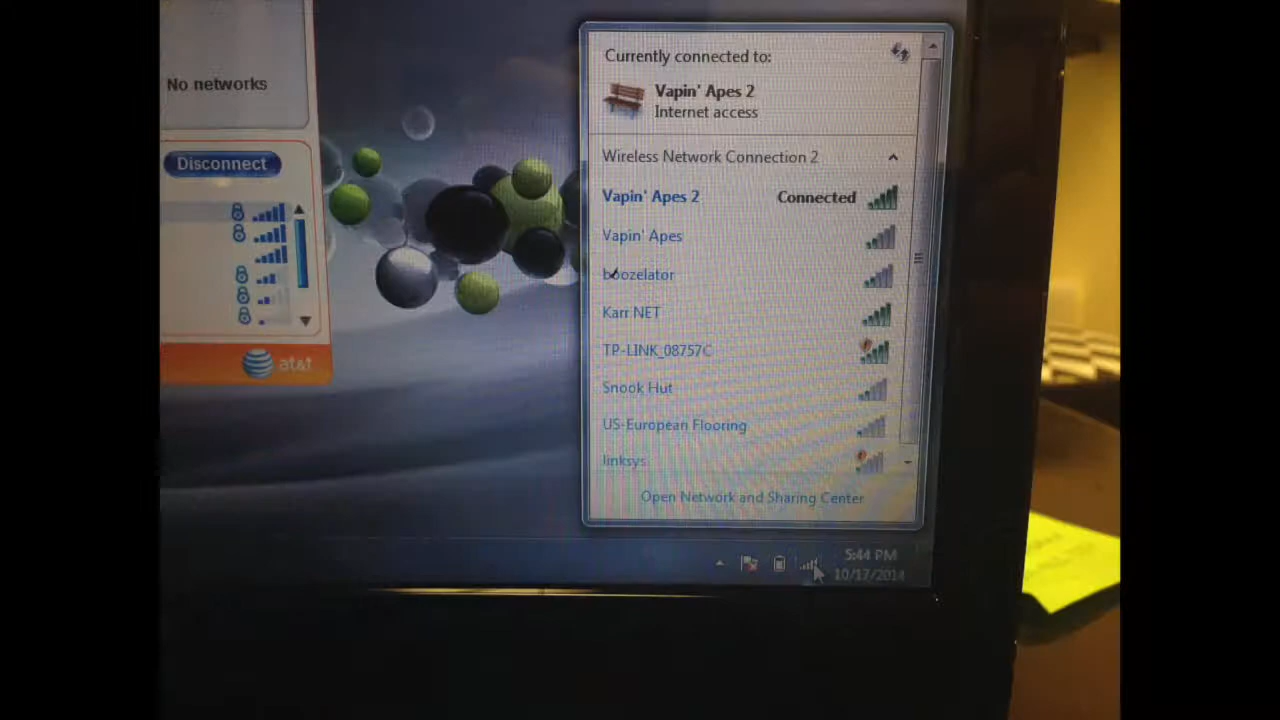 No networks
Disconnect
at&t
Currently connected to:
Vapin' Apes 2
Internet access
Wireless Network Connection 2
Vapin' Apes 2 Connected
Vapin' Apes
boozelator
Karr NET
TP-LINK_08757C
Snook Hut
US-European Flooring
linksys
Open Network and Sharing Center
5:44 PM
10/17/2014